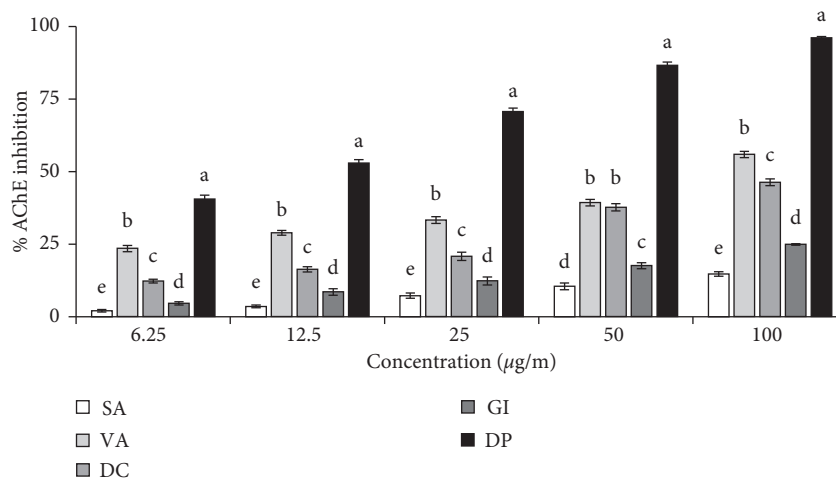 100
75
50
25
0
% AChE inhibition
e b c d a
e b c d a
e b c d a
d b b c a
e b c d a
6.25 12.5 25 50 100
Concentration (µg/m)
SA
VA
DC
GI
DP